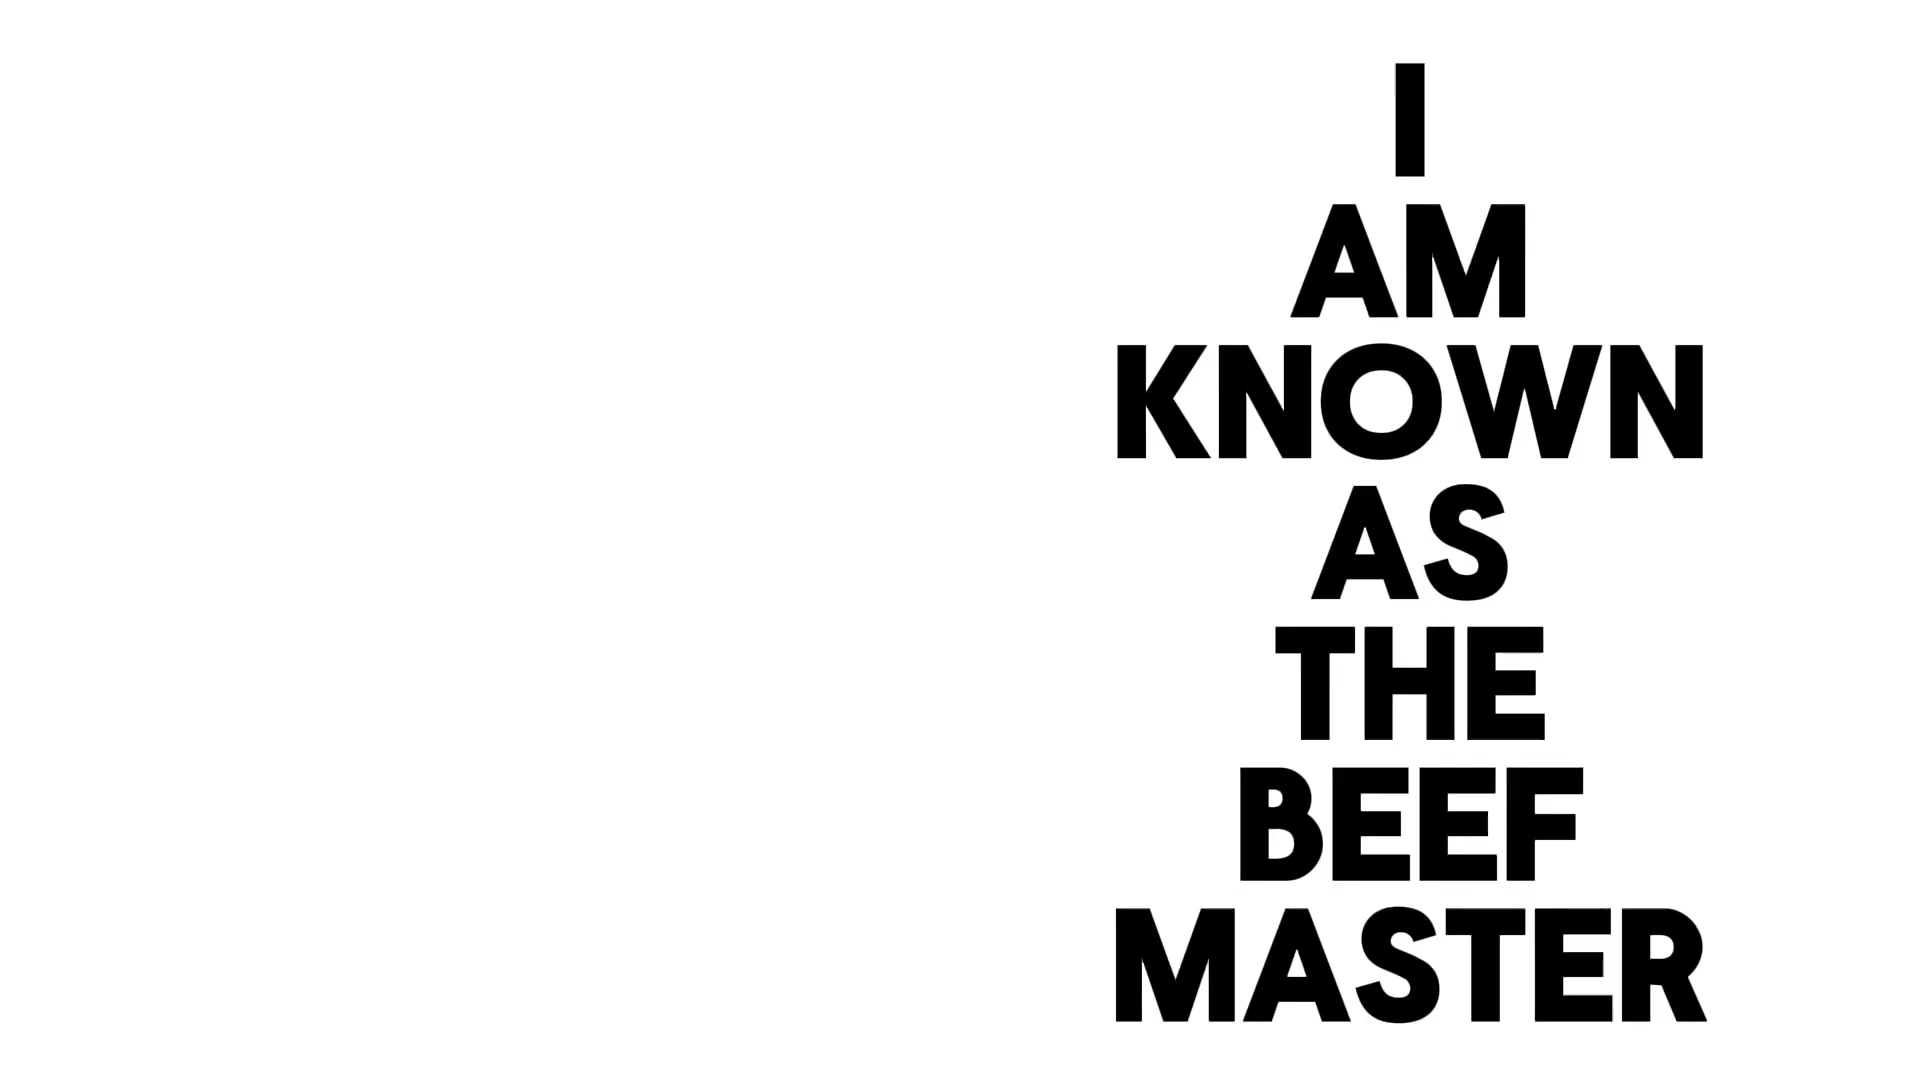 I
AM
KNOWN
AS
THE
BEEF
MASTER